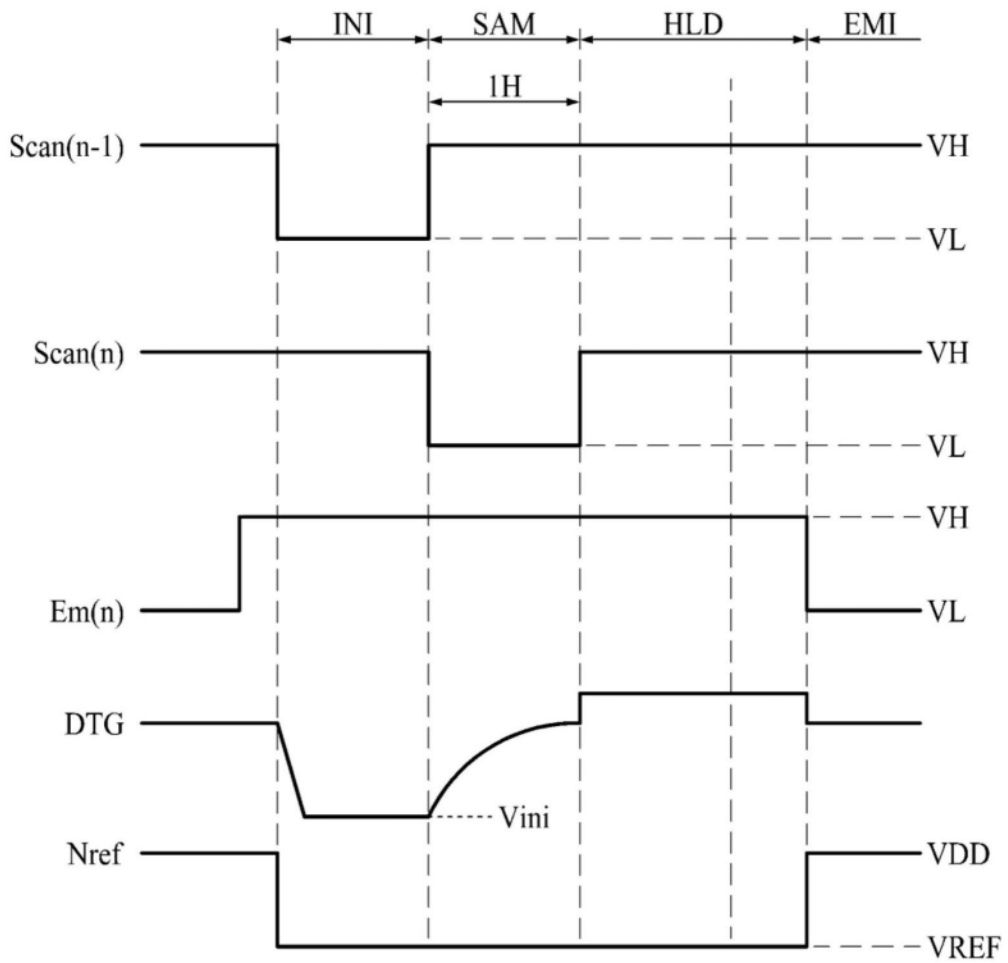 INI SAM HLD EMI
1H
Scan(n-1) VH
VL
Scan(n) VH
VL
VH
Em(n) VL
DTG
Vini
Nref VDD
VREF